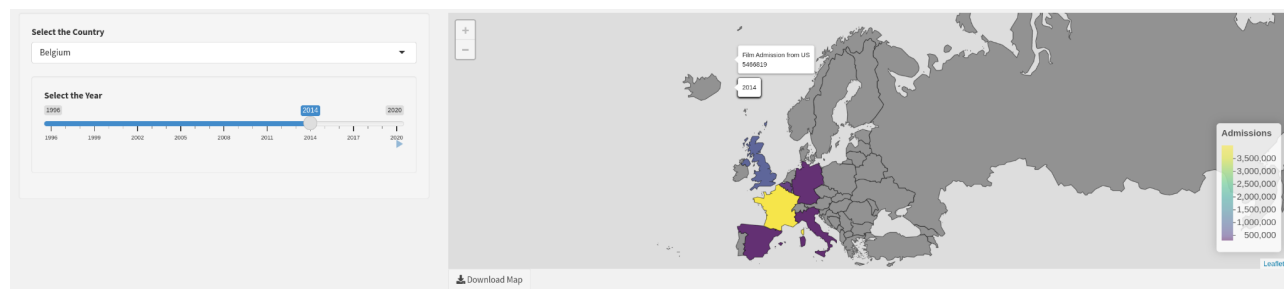 Select the Country
Belgium
Select the Year
1996
2014
2020
1996 1999 2002 2005 2008 2011 2014 2017 2020
+
−
Film Admission from US
5466819
2014
Admissions
3,500,000
3,000,000
2,500,000
2,000,000
1,500,000
1,000,000
500,000
Leaflet
Download Map